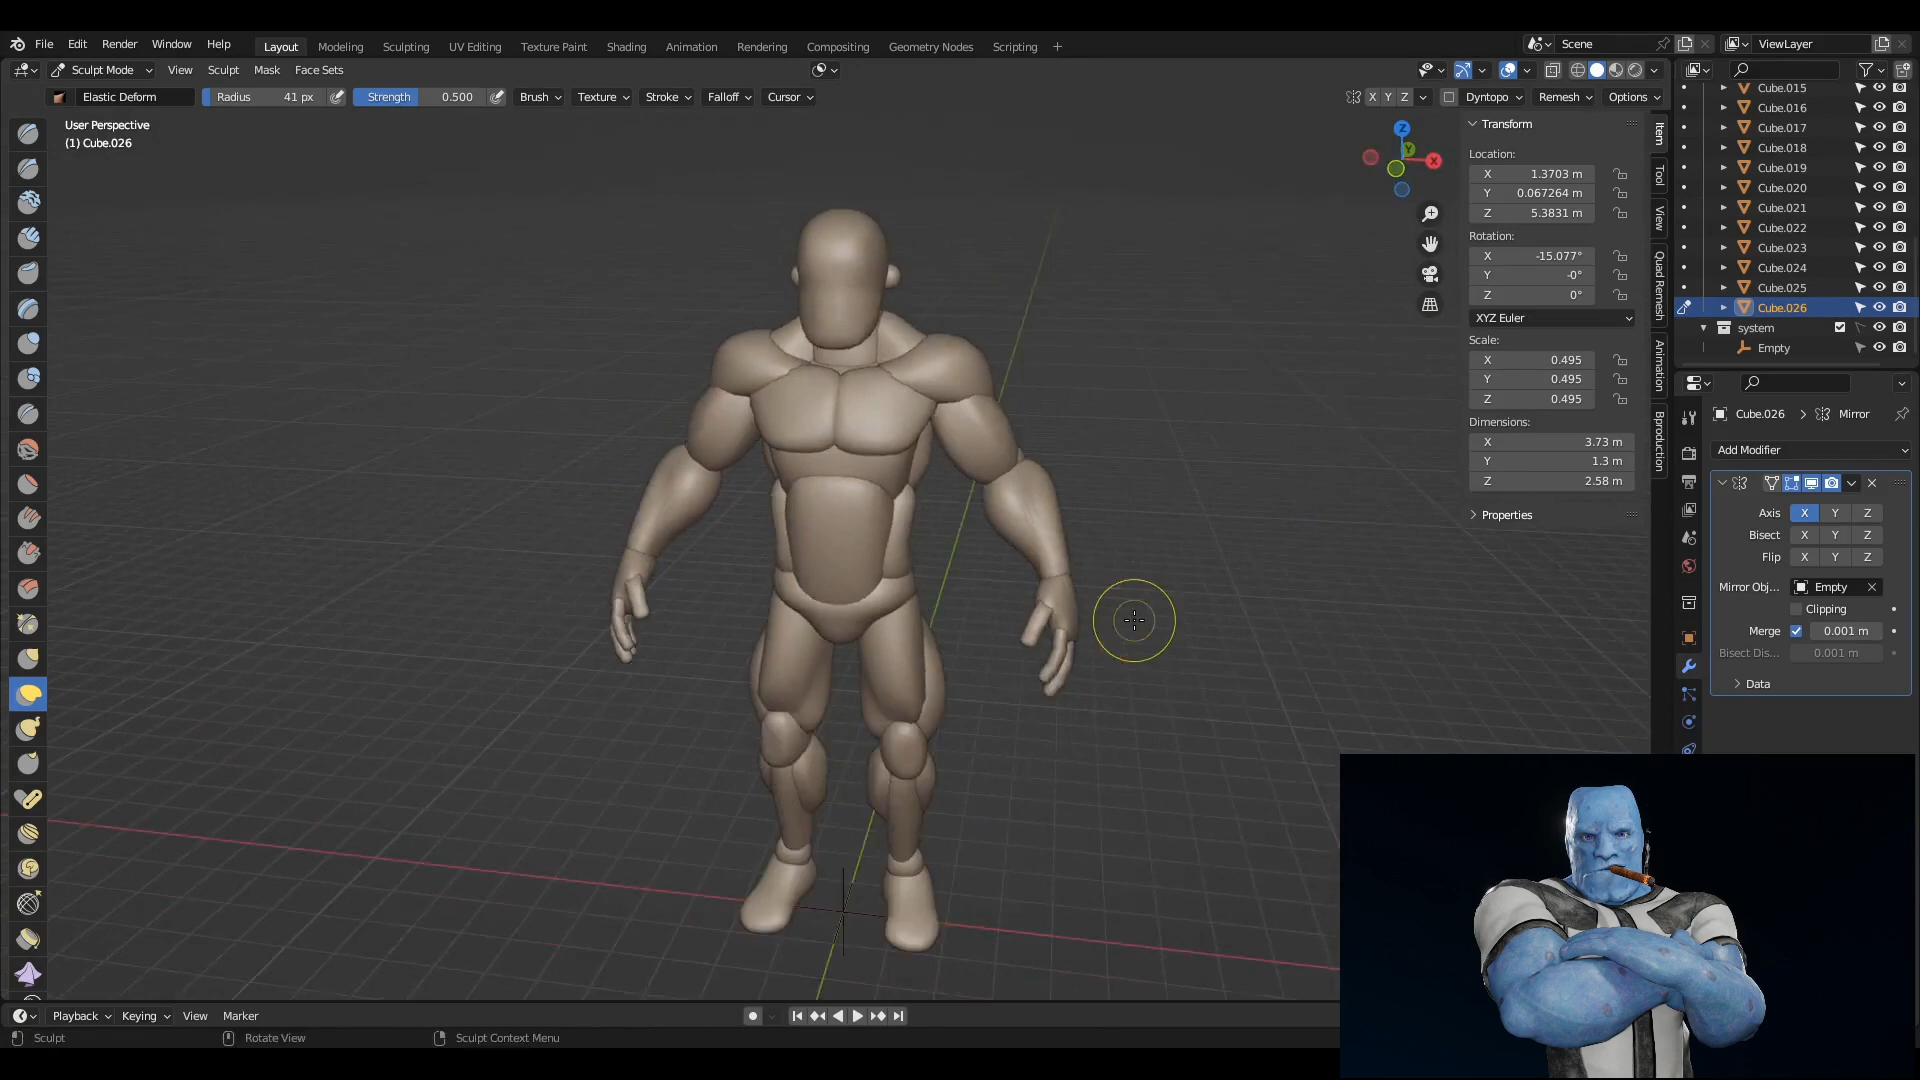 File Edit Render Window Help Layout Modeling Sculpting UV Editing Texture Paint Shading Animation Rendering Compositing Geometry Nodes Scripting + Scene ViewLayer
Sculpt Mode View Sculpt Mask Face Sets
Elastic Deform Radius 41 px Strength 0.500 Brush Texture Stroke Falloff Cursor X Y Z Dyntopo Remesh Options
User Perspective
(1) Cube.026
Z
Y
X
Transform
Location:
X 1.3703 m
Y 0.067264 m
Z 5.3831 m
Rotation:
X -15.077°
Y -0°
Z 0°
XYZ Euler
Scale:
X 0.495
Y 0.495
Z 0.495
Dimensions:
X 3.73 m
Y 1.3 m
Z 2.58 m
Properties
Item
Tool
View
Quad Remesh
Animation
Bproduction
Cube.015
Cube.016
Cube.017
Cube.018
Cube.019
Cube.020
Cube.021
Cube.022
Cube.023
Cube.024
Cube.025
Cube.026
system
Empty
Cube.026 > Mirror
Add Modifier
Axis X Y Z
Bisect X Y Z
Flip X Y Z
Mirror Obj... Empty
Clipping
Merge 0.001 m
Bisect Dis... 0.001 m
Data
Playback Keying View Marker
Sculpt Rotate View Sculpt Context Menu